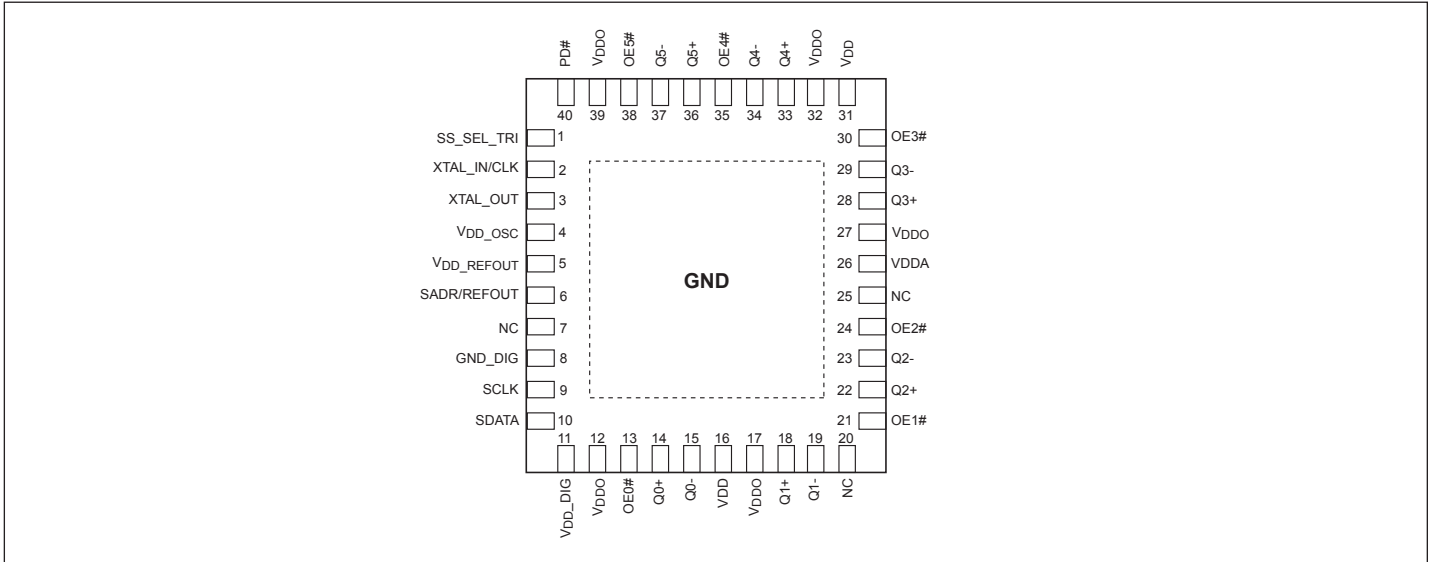 PD# VDDO OE5# Q5- Q5+ OE4# Q4- Q4+ VDDO VDD
40 39 38 37 36 35 34 33 32 31
SS_SEL_TRI 1 30 OE3#
XTAL_IN/CLK 2 29 Q3-
XTAL_OUT 3 28 Q3+
VDD_OSC 4 27 VDDO
VDD_REFOUT 5 26 VDDA
SADR/REFOUT 6 GND 25 NC
NC 7 24 OE2#
GND_DIG 8 23 Q2-
SCLK 9 22 Q2+
SDATA 10 21 OE1#
11 12 13 14 15 16 17 18 19 20
VDD_DIG VDDO OE0# Q0+ Q0- VDD VDDO Q1+ Q1- NC